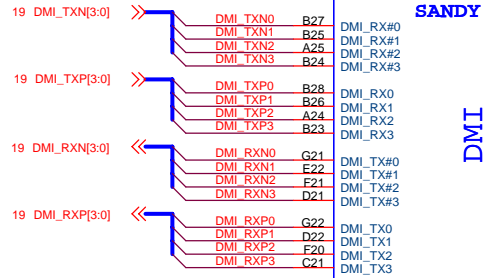 SANDY
19 DMI_TXN[3:0]
DMI_TXN0 B27 DMI_RX#0
DMI_TXN1 B25 DMI_RX#1
DMI_TXN2 A25 DMI_RX#2
DMI_TXN3 B24 DMI_RX#3
19 DMI_TXP[3:0]
DMI_TXP0 B28 DMI_RX0
DMI_TXP1 B26 DMI_RX1
DMI_TXP2 A24 DMI_RX2
DMI_TXP3 B23 DMI_RX3
DMI
19 DMI_RXN[3:0]
DMI_RXN0 G21 DMI_TX#0
DMI_RXN1 E22 DMI_TX#1
DMI_RXN2 F21 DMI_TX#2
DMI_RXN3 D21 DMI_TX#3
19 DMI_RXP[3:0]
DMI_RXP0 G22 DMI_TX0
DMI_RXP1 D22 DMI_TX1
DMI_RXP2 F20 DMI_TX2
DMI_RXP3 C21 DMI_TX3